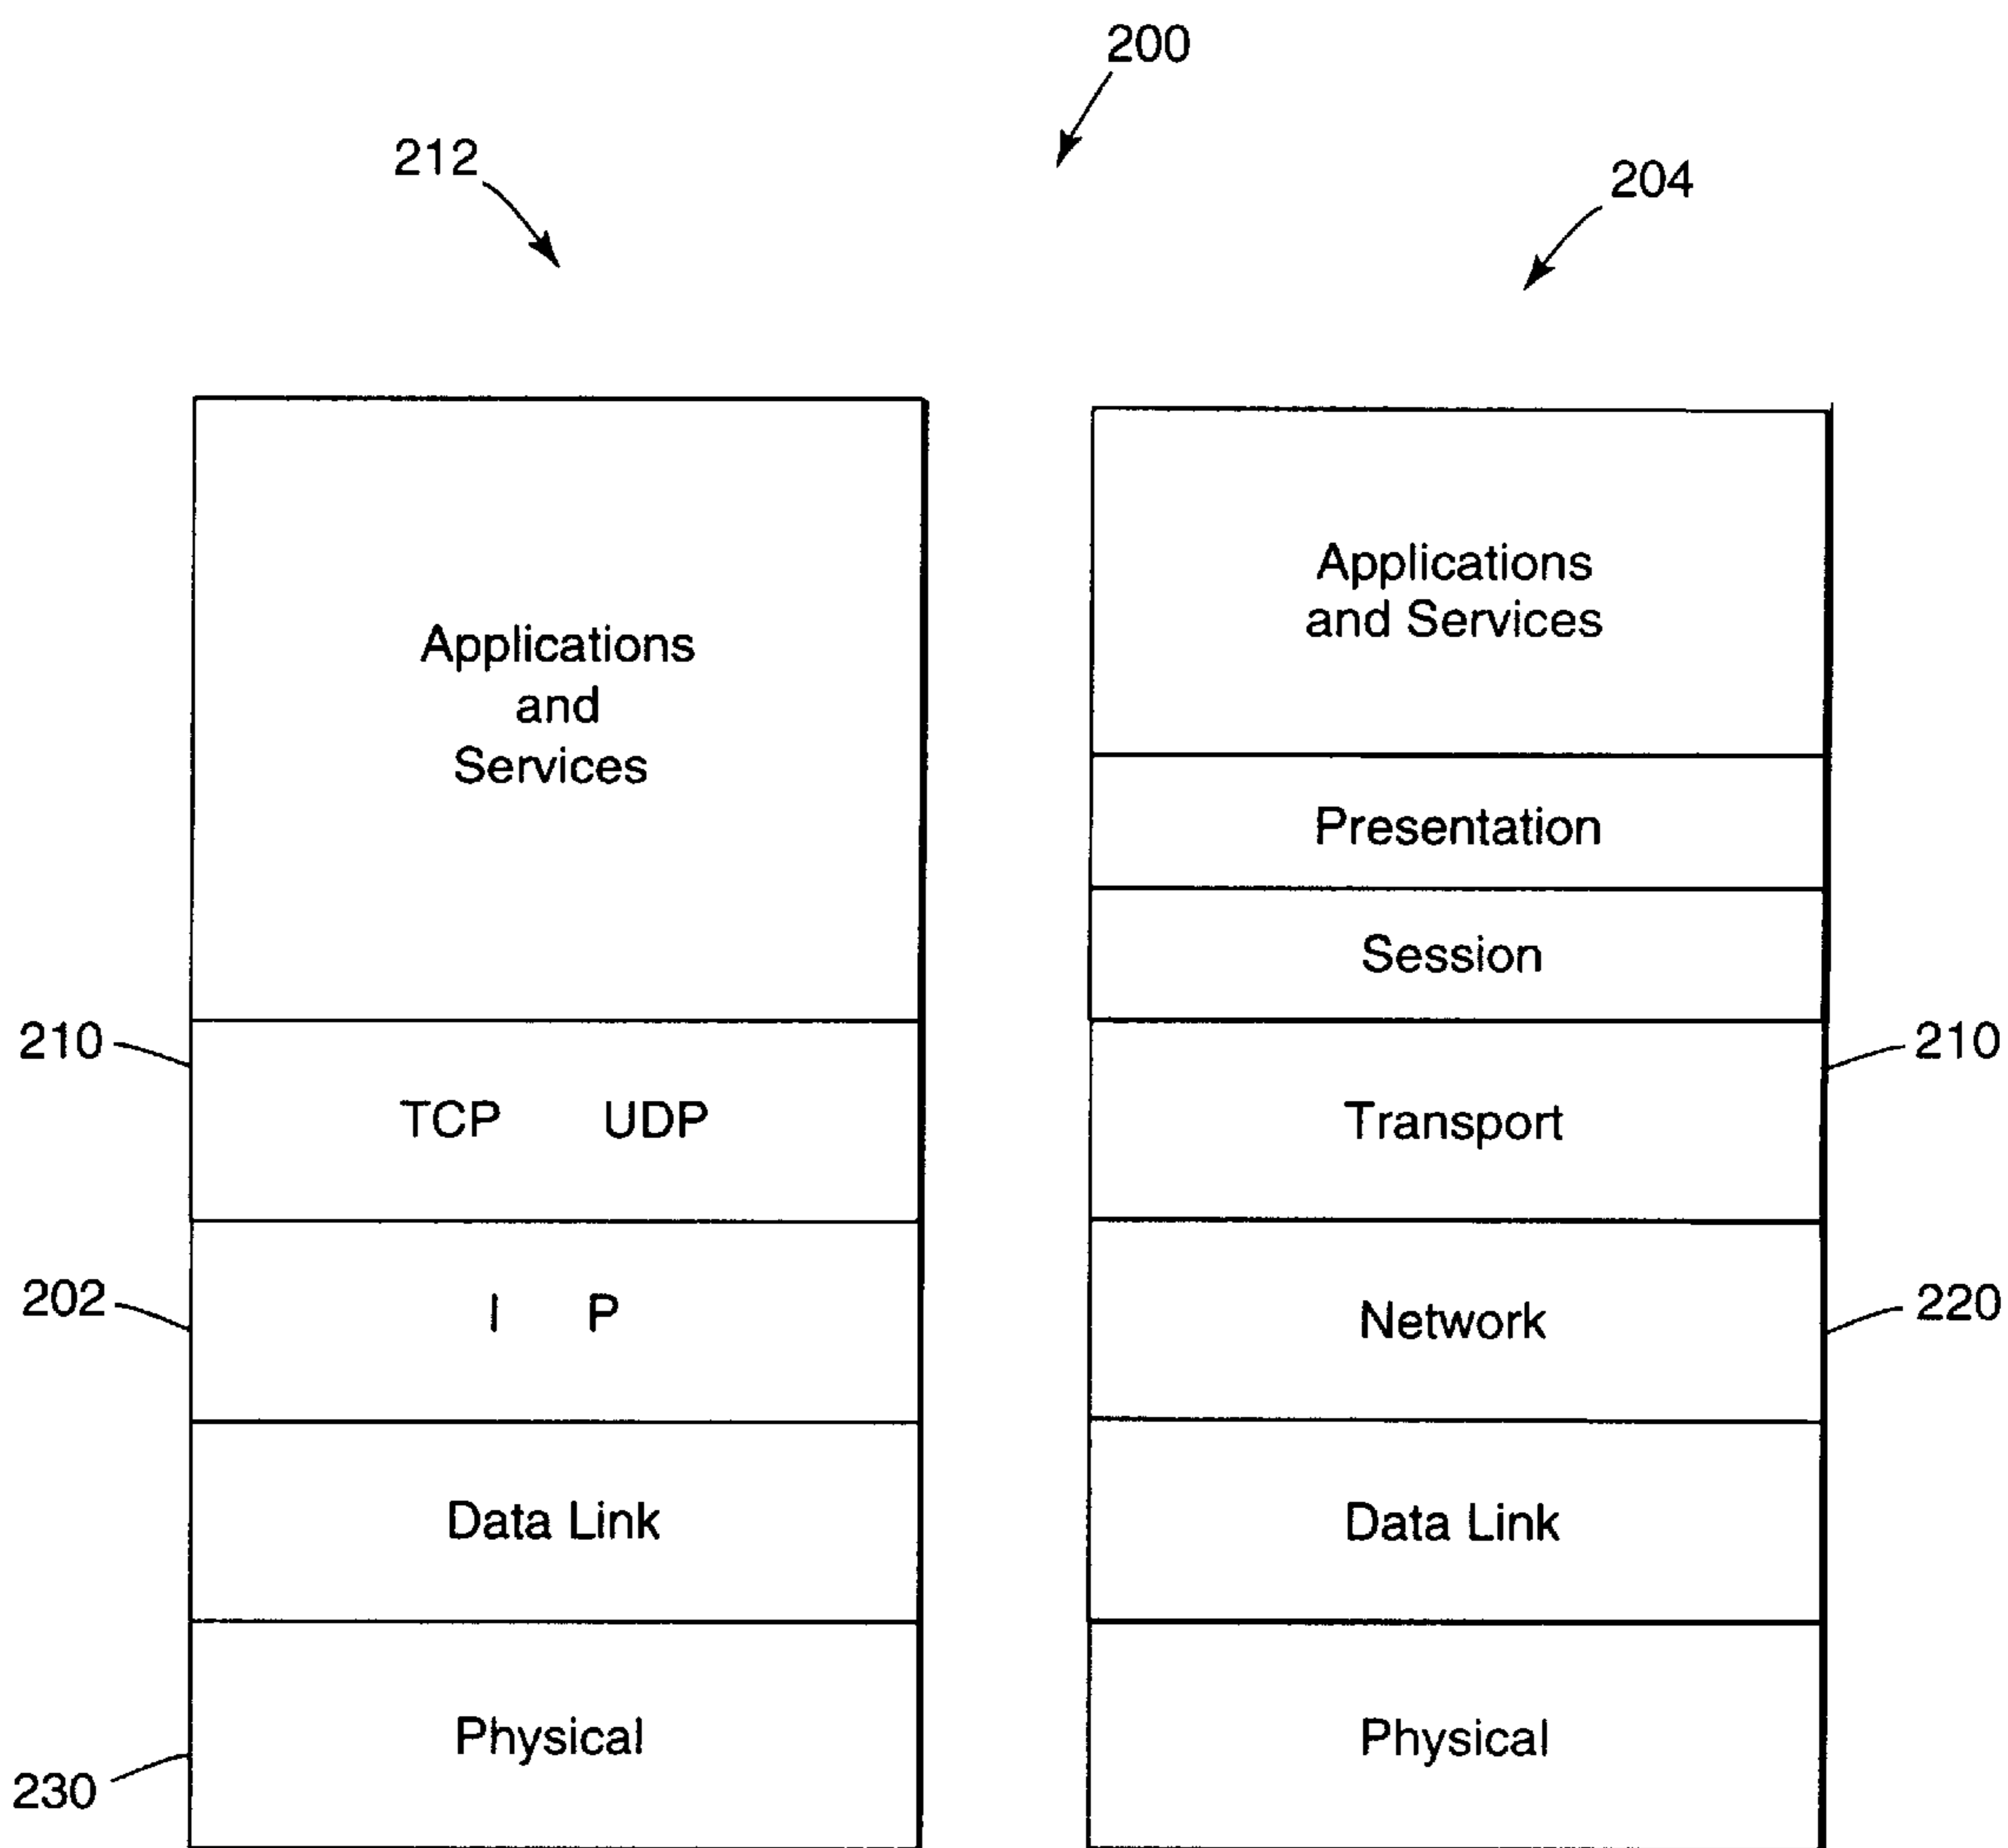 200
212
204
Applications
and
Services
210
TCP UDP
202
I P
Data Link
Physical
230
Applications
and Services
Presentation
Session
Transport
210
Network
220
Data Link
Physical